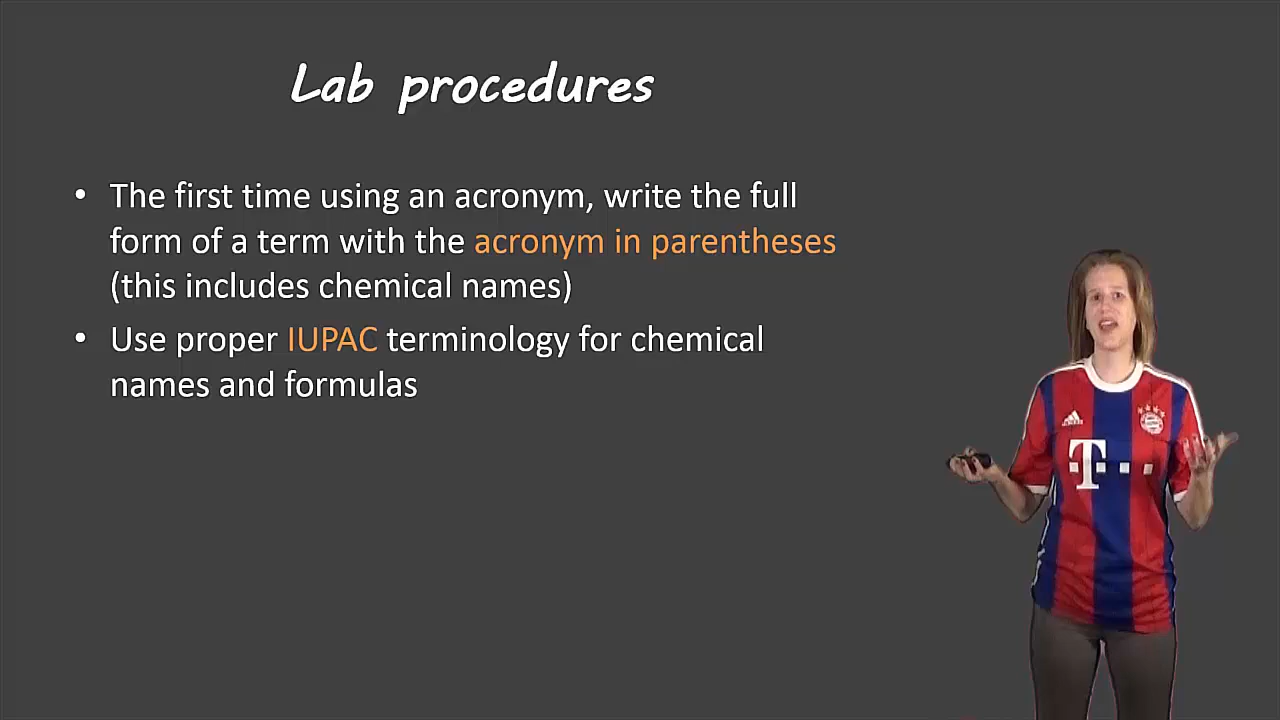 Lab procedures
• The first time using an acronym, write the full
form of a term with the acronym in parentheses
(this includes chemical names)
• Use proper IUPAC terminology for chemical
names and formulas
T